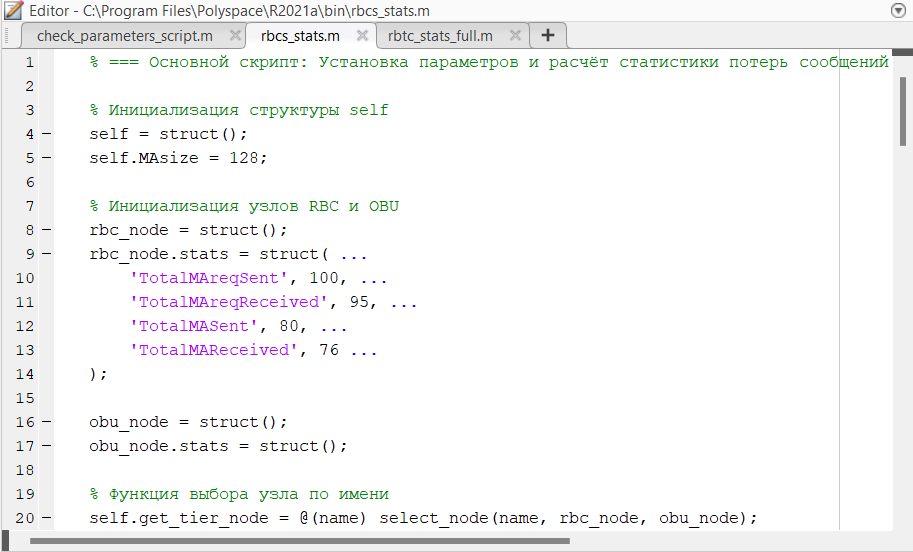 Editor - C:\Program Files\Polyspace\R2021a\bin\rbcs_stats.m
check_parameters_script.m rbcs_stats.m rbtc_stats_full.m
1 % === Основной скрипт: Установка параметров и расчёт статистики потерь сообщений
2
3 % Инициализация структуры self
4 self = struct();
5 self.MAsize = 128;
6
7 % Инициализация узлов RBC и OBU
8 rbc_node = struct();
9 rbc_node.stats = struct( ...
10 'TotalMAreqSent', 100, ...
11 'TotalMAreqReceived', 95, ...
12 'TotalMASent', 80, ...
13 'TotalMAReceived', 76 ...
14 );
15
16 obu_node = struct();
17 obu_node.stats = struct();
18
19 % Функция выбора узла по имени
20 self.get_tier_node = @(name) select_node(name, rbc_node, obu_node);